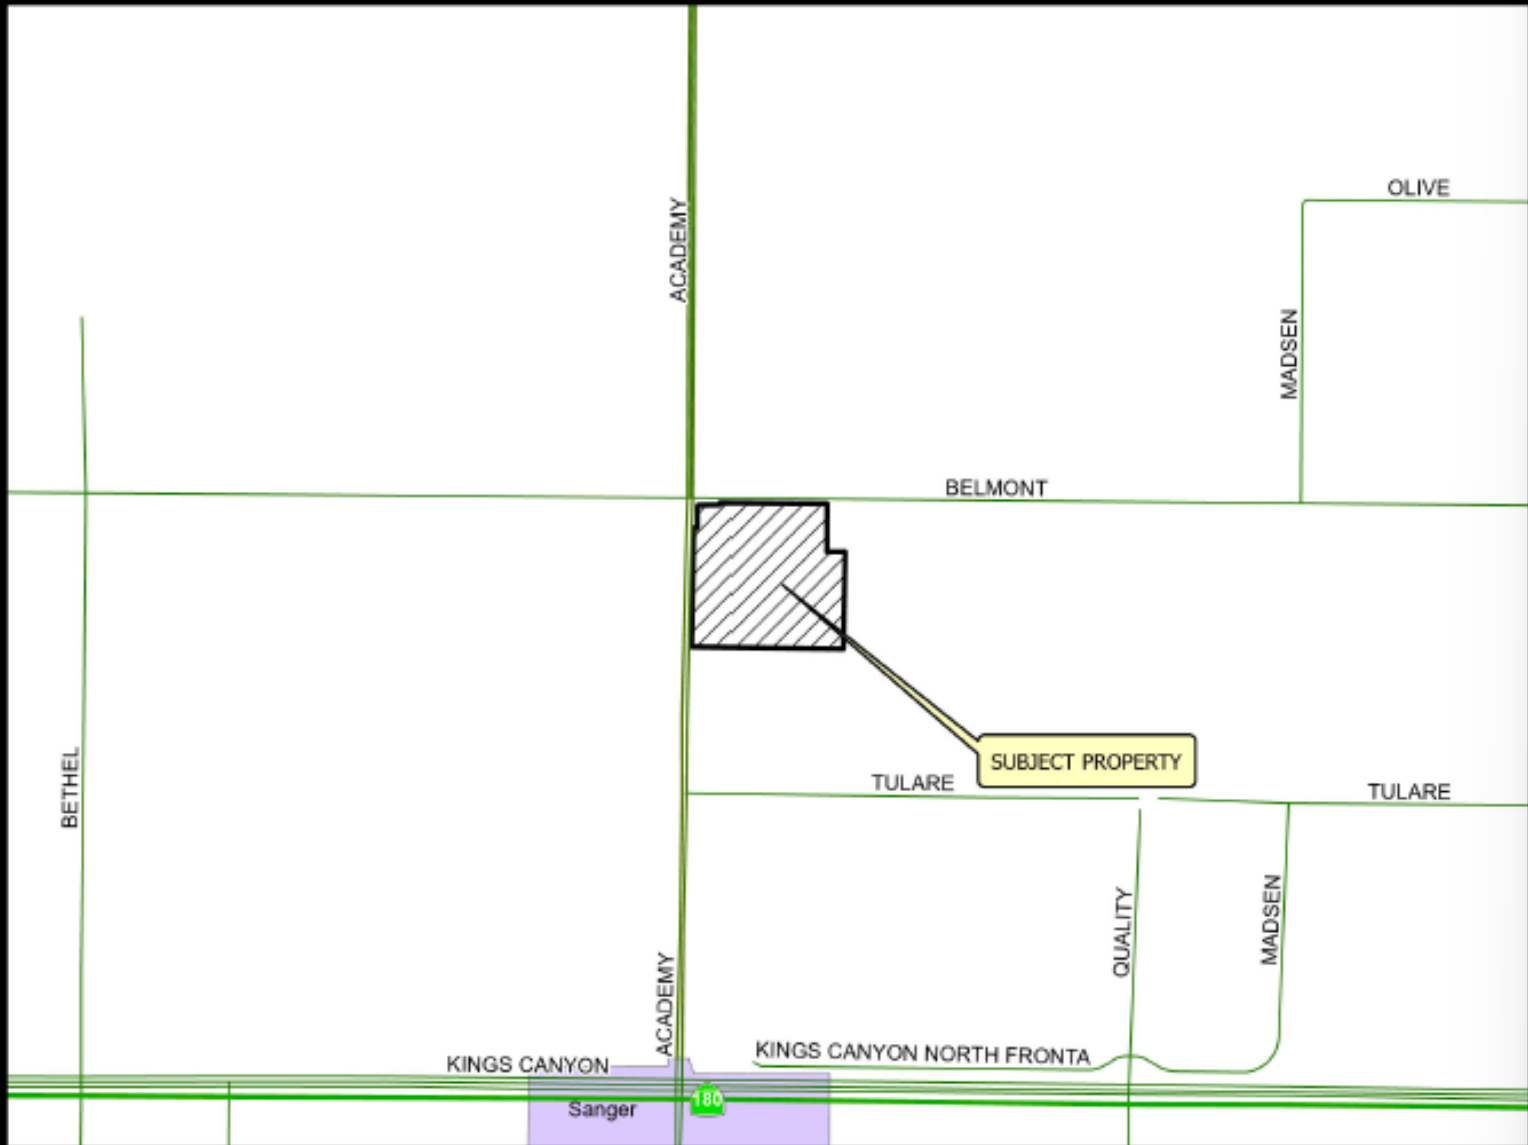 OLIVE
ACADEMY
MADSEN
BELMONT
SUBJECT PROPERTY
BETHEL
TULARE
TULARE
QUALITY
MADSEN
ACADEMY
KINGS CANYON
KINGS CANYON NORTH FRONTA
180
Sanger